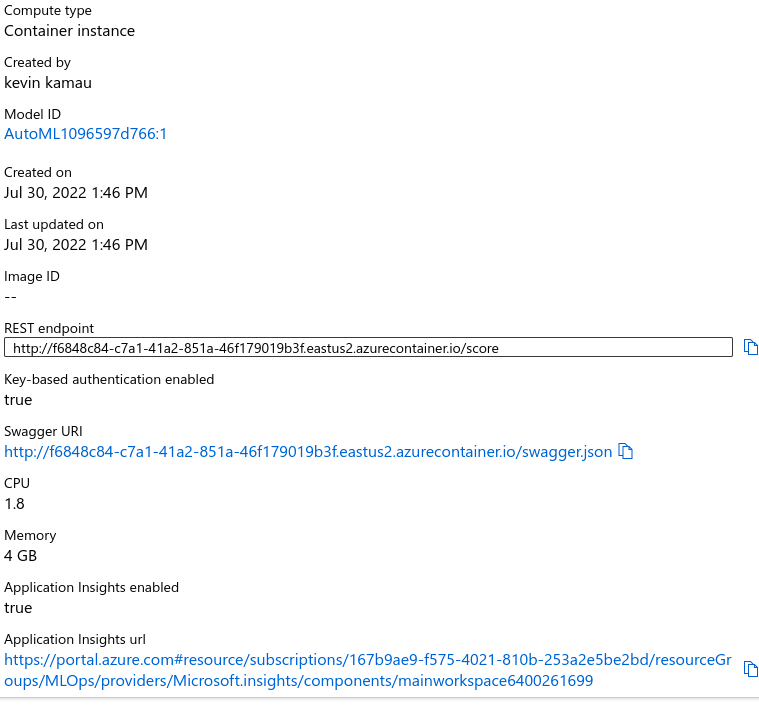 Compute type
Container instance
Created by
kevin kamau
Model ID
AutoML1096597d766:1
Created on
Jul 30, 2022 1:46 PM
Last updated on
Jul 30, 2022 1:46 PM
Image ID
--
REST endpoint
http://f6848c84-c7a1-41a2-851a-46f179019b3f.eastus2.azurecontainer.io/score
Key-based authentication enabled
true
Swagger URI
http://f6848c84-c7a1-41a2-851a-46f179019b3f.eastus2.azurecontainer.io/swagger.json
CPU
1.8
Memory
4 GB
Application Insights enabled
true
Application Insights url
https://portal.azure.com#resource/subscriptions/167b9ae9-f575-4021-810b-253a2e5be2bd/resourceGr
oups/MLOps/providers/Microsoft.insights/components/mainworkspace6400261699